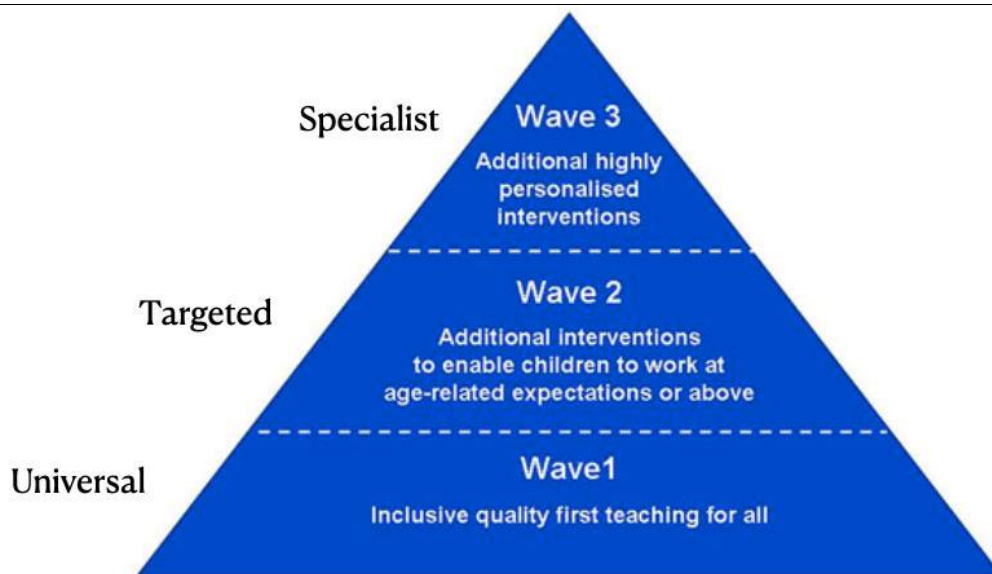 Specialist
Wave 3
Additional highly
personalised
interventions
Targeted
Wave 2
Additional interventions
to enable children to work at
age-related expectations or above
Universal
Wave1
Inclusive quality first teaching for all